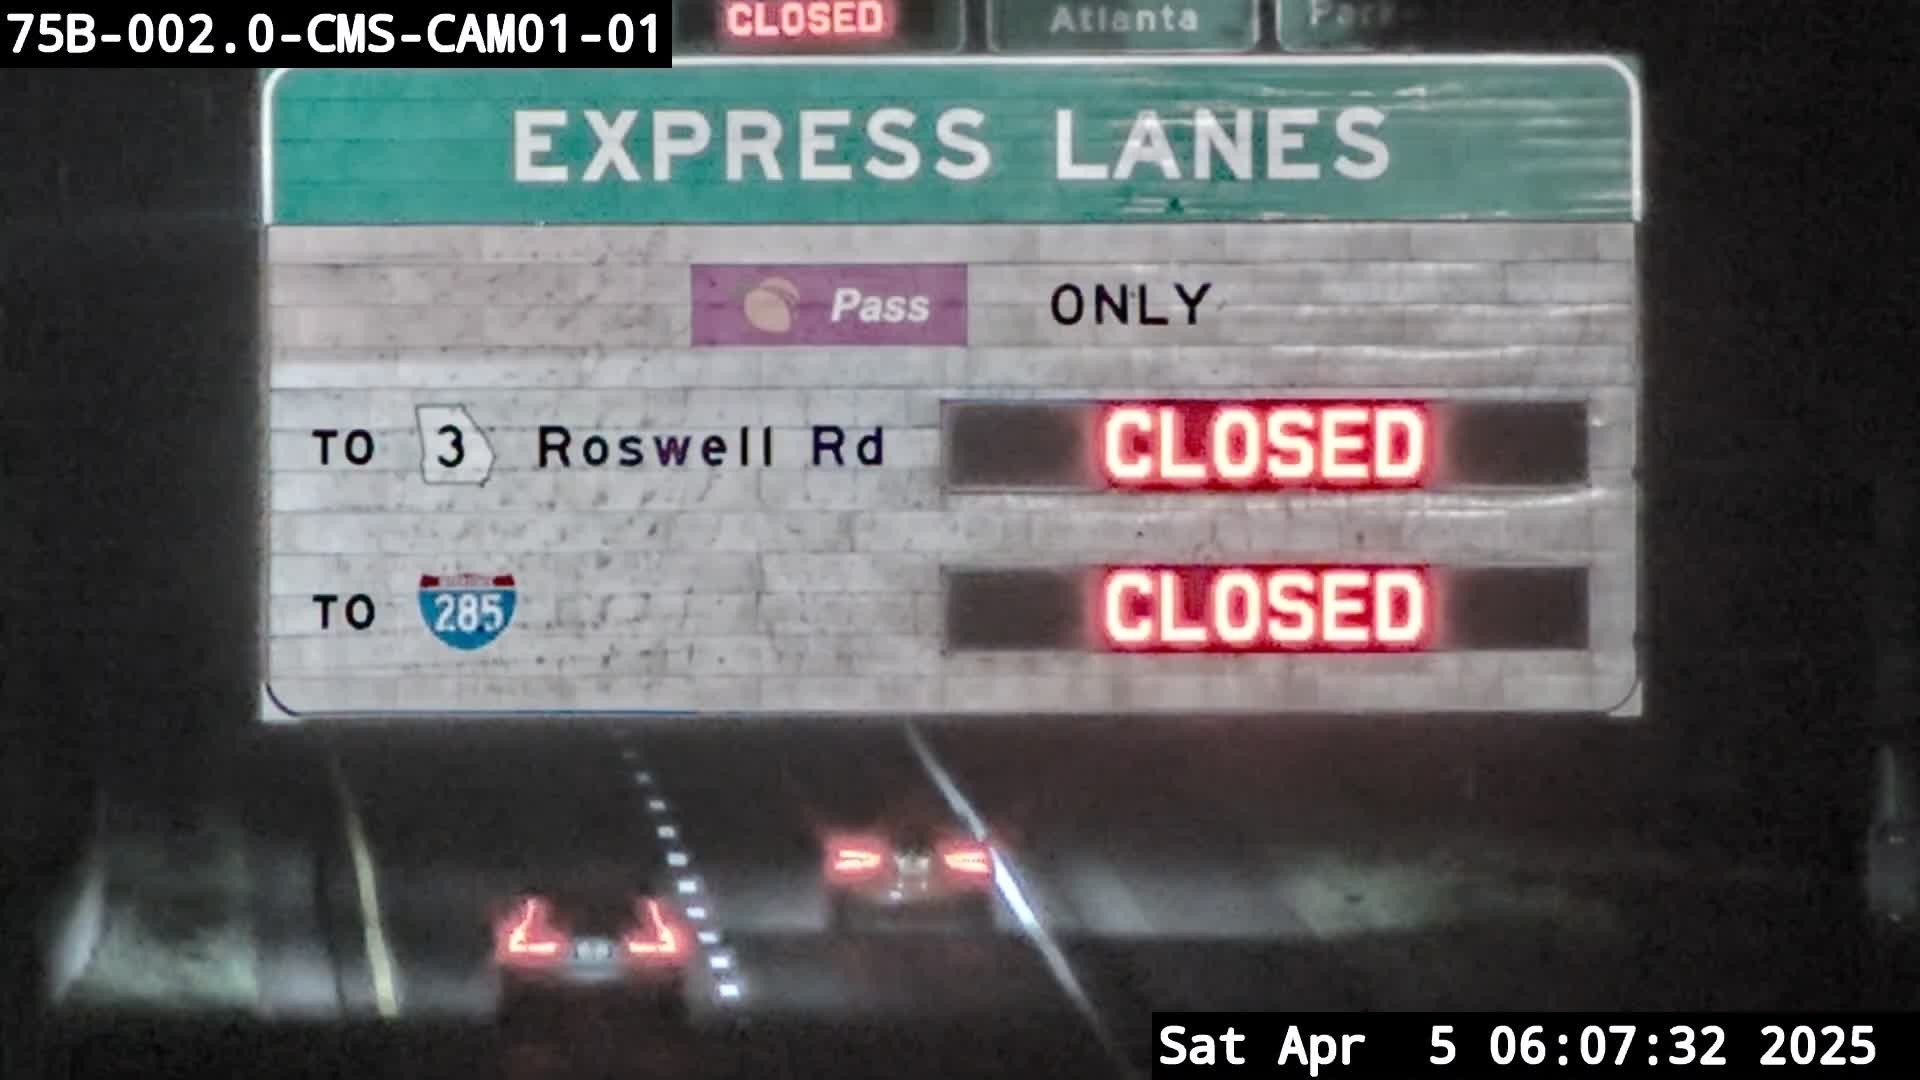 75B-002.0-CMS-CAM01-01
CLOSED
Atlanta
EXPRESS LANES
Pass ONLY
TO 3 Roswell Rd CLOSED
TO 285 CLOSED
Sat Apr 5 06:07:32 2025